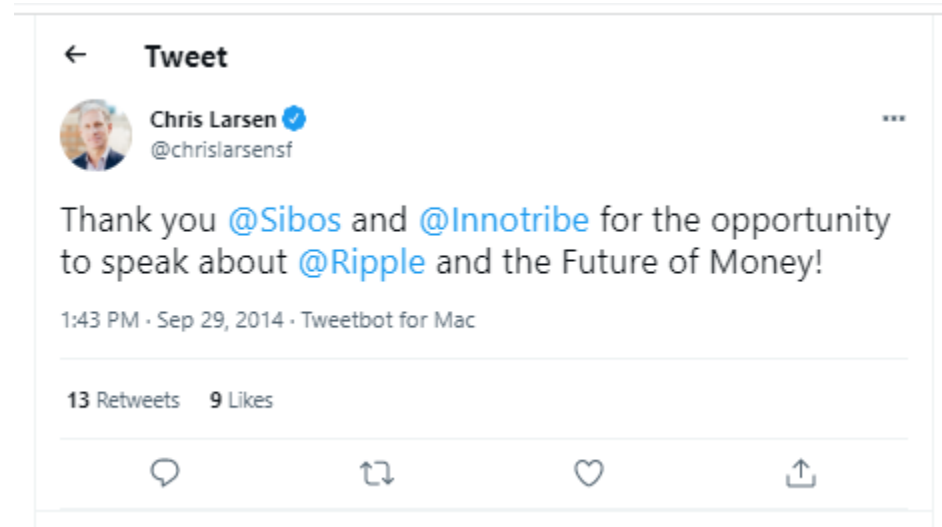 Tweet
Chris Larsen
@chrislarsensf
Thank you @Sibos and @Innotribe for the opportunity
to speak about @Ripple and the Future of Money!
1:43 PM · Sep 29, 2014 · Tweetbot for Mac
13 Retweets 9 Likes